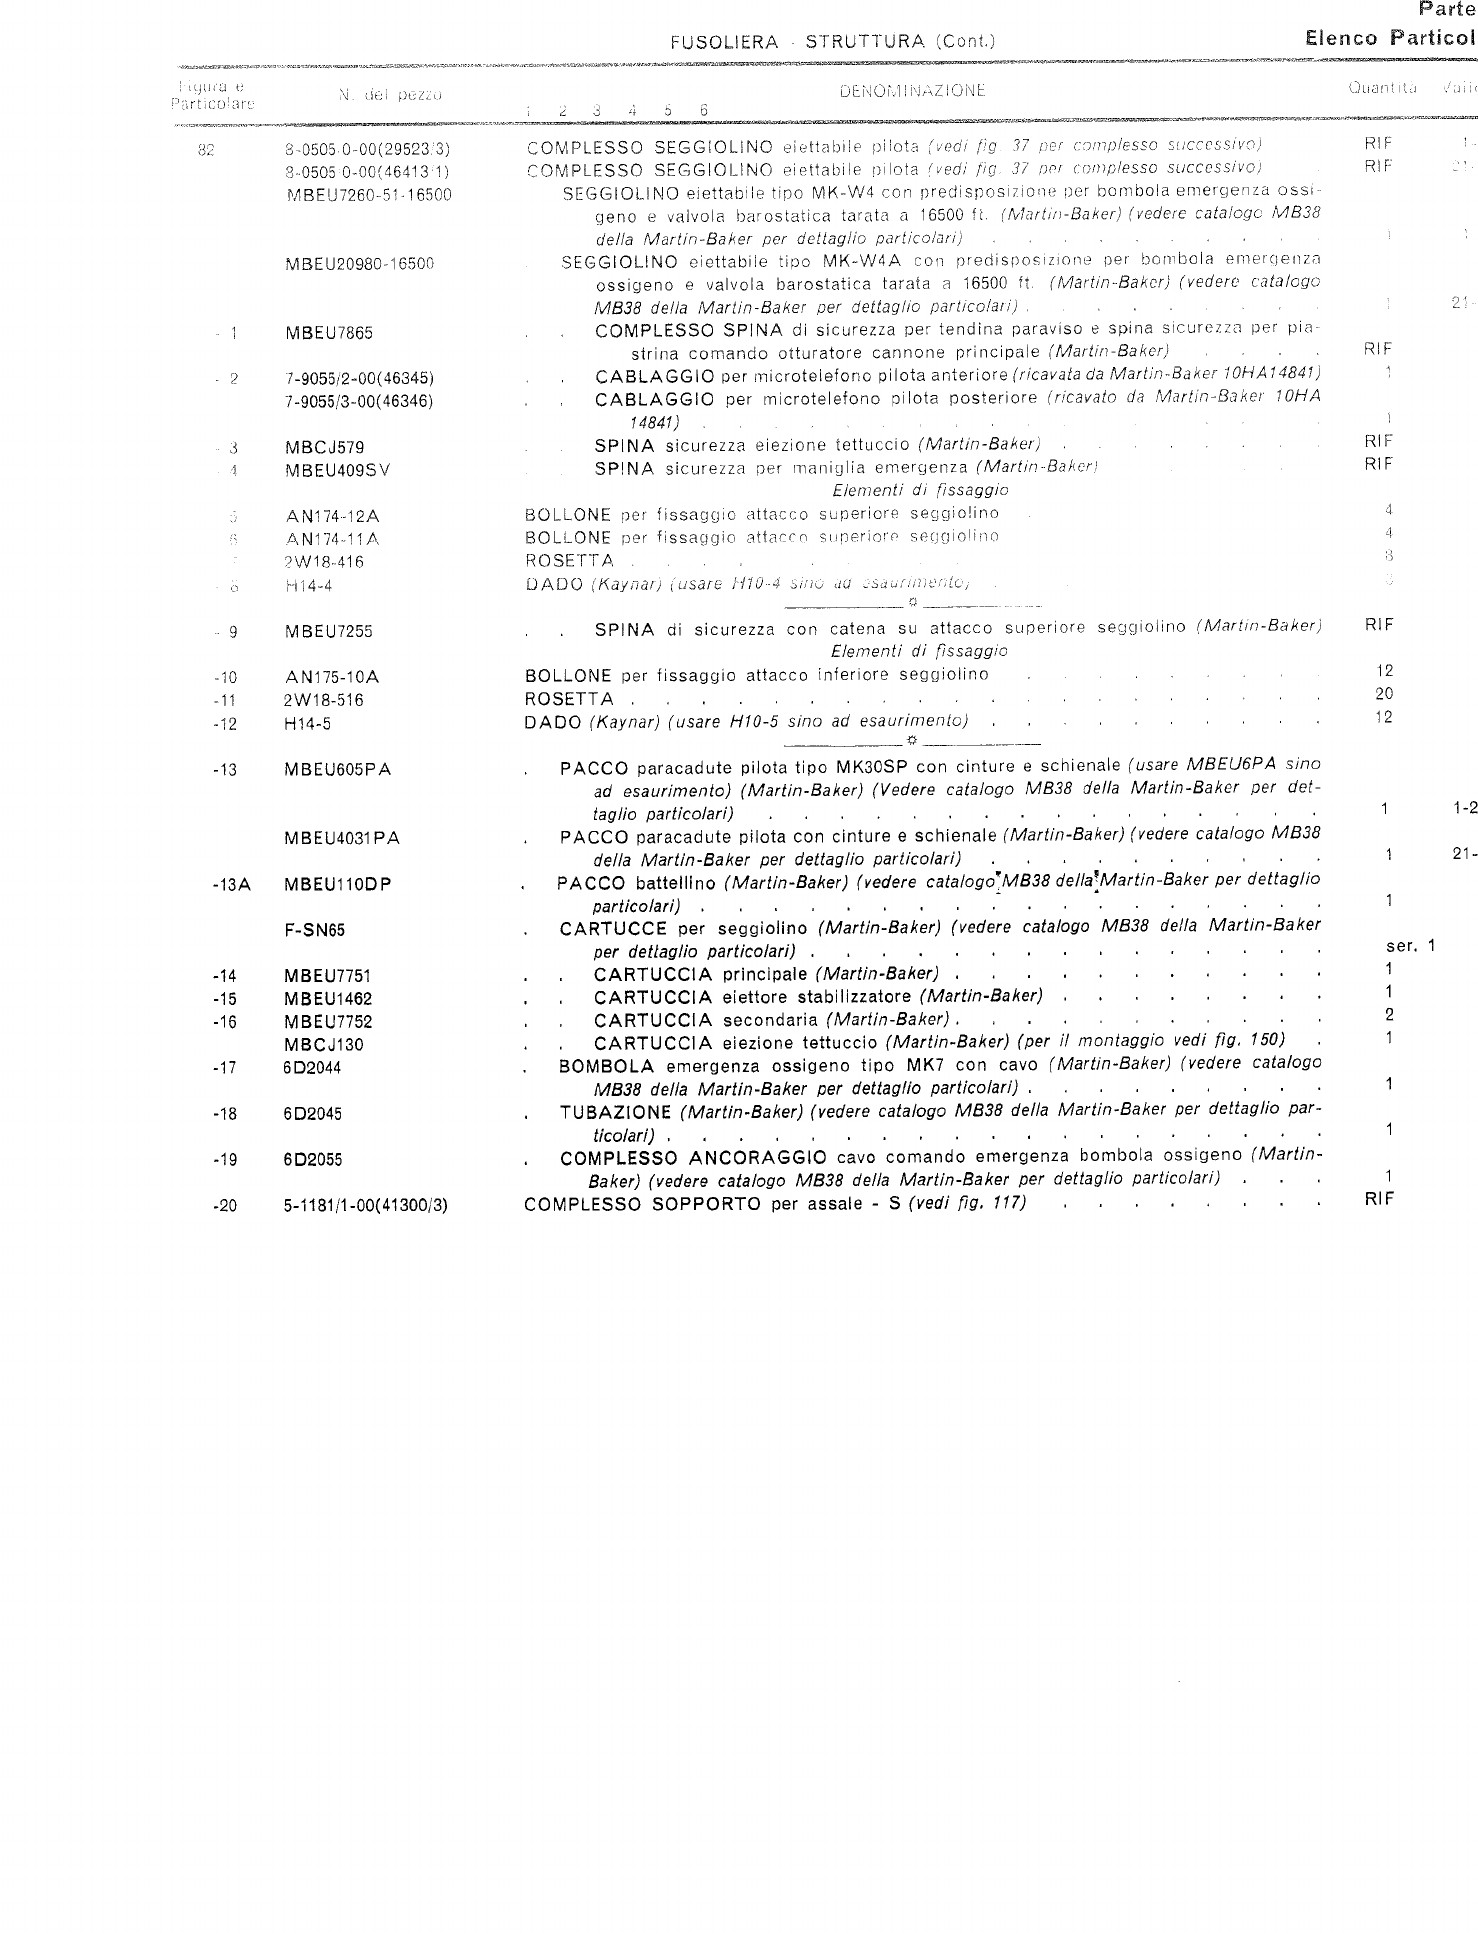 Parte
FUSOLIERA - STRUTTURA (Cont.)
Elenco Particol
Figura e Particolare N. del pezzo DENOMINAZIONE Quantità
1 2 3 4 5 6
82 8-0505/0-00(29523/3) COMPLESSO SEGGIOLINO eiettabile pilota (vedi fig. 37 per complesso successivo) RIF 1-
8-0505/0-00(46413/1) COMPLESSO SEGGIOLINO eiettabile pilota (vedi fig. 37 per complesso successivo) RIF 21-
MBEU7260-51-16500 SEGGIOLINO eiettabile tipo MK-W4 con predisposizione per bombola emergenza ossi-
geno e valvola barostatica tarata a 16500 ft. (Martin-Baker) (vedere catalogo MB38
della Martin-Baker per dettaglio particolari) . . . . . . . . . . 1 1
MBEU20980-16500 . SEGGIOLINO eiettabile tipo MK-W4A con predisposizione per bombola emergenza
ossigeno e valvola barostatica tarata a 16500 ft. (Martin-Baker) (vedere catalogo
MB38 della Martin-Baker per dettaglio particolari) . . . . . . . . . 1 21-
- 1 MBEU7865 . . COMPLESSO SPINA di sicurezza per tendina paraviso e spina sicurezza per pia-
strina comando otturatore cannone principale (Martin-Baker) . . . . RIF
- 2 7-9055/2-00(46345) . . CABLAGGIO per microtelefono pilota anteriore (ricavata da Martin-Baker 10HA14841) 1
7-9055/3-00(46346) . . CABLAGGIO per microtelefono pilota posteriore (ricavato da Martin-Baker 10HA
14841) . . . . . . . . . . . . . . . . . . 1
- 3 MBCJ579 . . SPINA sicurezza eiezione tettuccio (Martin-Baker) . . . . . . . . RIF
- 4 MBEU409SV . . SPINA sicurezza per maniglia emergenza (Martin-Baker) . . . RIF
Elementi di fissaggio
5 AN174-12A BOLLONE per fissaggio attacco superiore seggiolino . 4
6 AN174-11A BOLLONE per fissaggio attacco superiore seggiolino 4
2W18-416 ROSETTA . . . . . . . 8
- 8 H14-4 DADO (Kaynar) (usare H10-4 sino ad esaurimento) .
☼
- 9 MBEU7255 . . SPINA di sicurezza con catena su attacco superiore seggiolino (Martin-Baker) RIF
Elementi di fissaggio
-10 AN175-10A BOLLONE per fissaggio attacco inferiore seggiolino . . . . . . . . . 12
-11 2W18-516 ROSETTA . . . . . . . . . . . . . . . . . . . . 20
-12 H14-5 DADO (Kaynar) (usare H10-5 sino ad esaurimento) . . . . . . . . . . 12
☼
-13 MBEU605PA . PACCO paracadute pilota tipo MK30SP con cinture e schienale (usare MBEU6PA sino
ad esaurimento) (Martin-Baker) (Vedere catalogo MB38 della Martin-Baker per det-
taglio particolari) . . . . . . . . . . . . . . . . 1 1-2
MBEU4031PA . PACCO paracadute pilota con cinture e schienale (Martin-Baker) (vedere catalogo MB38
della Martin-Baker per dettaglio particolari) . . . . . . . . . . 1 21-
-13A MBEU110DP . PACCO battellino (Martin-Baker) (vedere catalogo MB38 della Martin-Baker per dettaglio
particolari) . . . . . . . . . . . . . . . . . . 1
F-SN65 . CARTUCCE per seggiolino (Martin-Baker) (vedere catalogo MB38 della Martin-Baker
per dettaglio particolari) . . . . . . . . . . . . . . . ser. 1
-14 MBEU7751 . . CARTUCCIA principale (Martin-Baker) . . . . . . . . . . . 1
-15 MBEU1462 . . CARTUCCIA eiettore stabilizzatore (Martin-Baker) . . . . . . . . 1
-16 MBEU7752 . . CARTUCCIA secondaria (Martin-Baker) . . . . . . . . . . . 2
MBCJ130 . . CARTUCCIA eiezione tettuccio (Martin-Baker) (per il montaggio vedi fig. 150) . 1
-17 6D2044 . BOMBOLA emergenza ossigeno tipo MK7 con cavo (Martin-Baker) (vedere catalogo
MB38 della Martin-Baker per dettaglio particolari) . . . . . . . . . 1
-18 6D2045 . TUBAZIONE (Martin-Baker) (vedere catalogo MB38 della Martin-Baker per dettaglio par-
ticolari) . . . . . . . . . . . . . . . . . . . 1
-19 6D2055 . COMPLESSO ANCORAGGIO cavo comando emergenza bombola ossigeno (Martin-
Baker) (vedere catalogo MB38 della Martin-Baker per dettaglio particolari) . . . 1
-20 5-1181/1-00(41300/3) COMPLESSO SOPPORTO per assale - S (vedi fig. 117) . . . . . . . . RIF